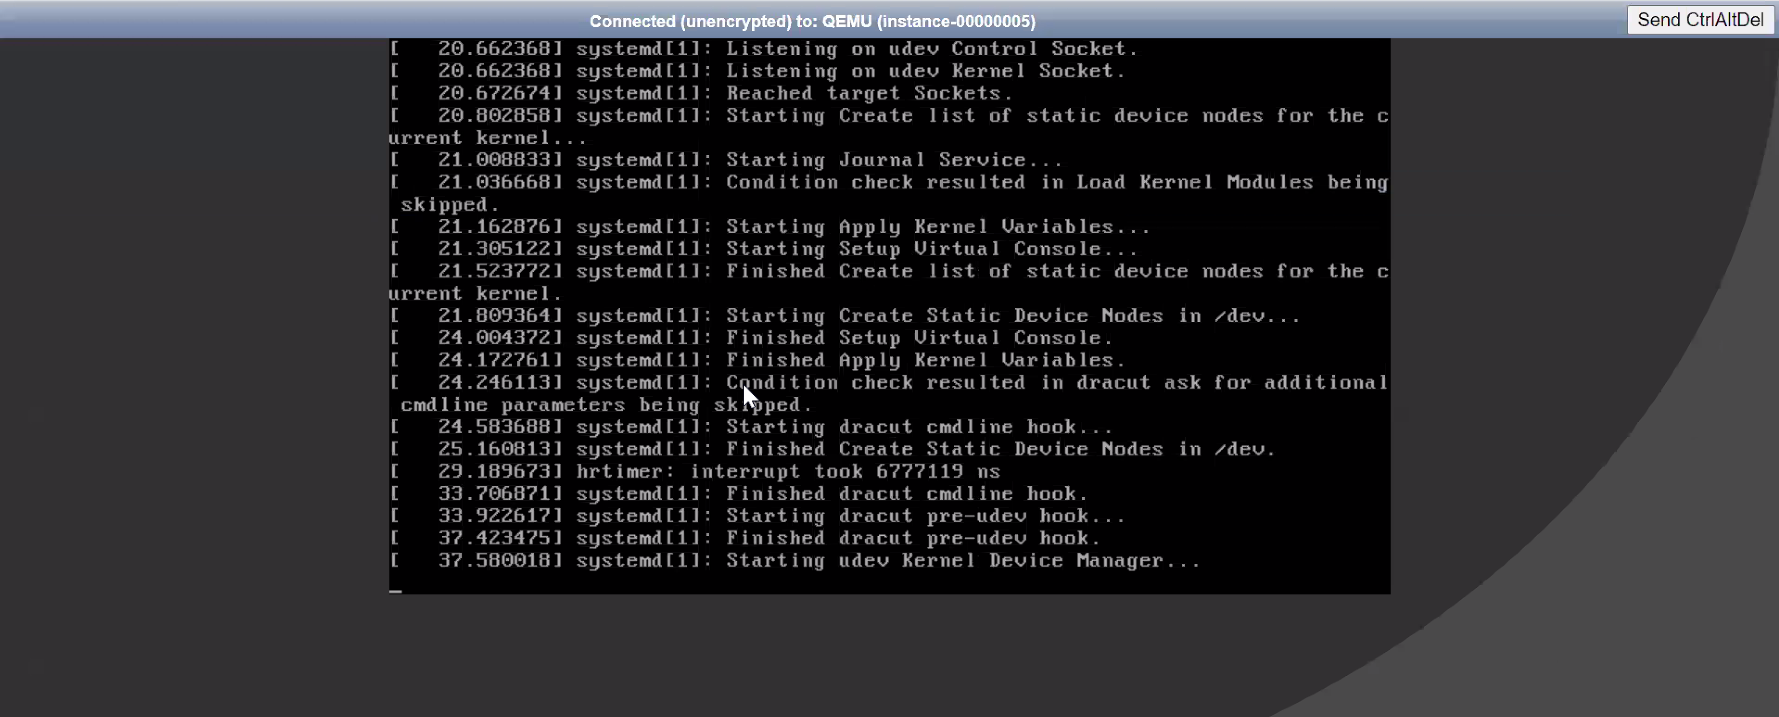 Connected (unencrypted) to: QEMU (instance-00000005)
Send CtrlAltDel
[   20.662368] systemd[1]: Listening on udev Control Socket.
[   20.662368] systemd[1]: Listening on udev Kernel Socket.
[   20.672674] systemd[1]: Reached target Sockets.
[   20.802858] systemd[1]: Starting Create list of static device nodes for the c
urrent kernel...
[   21.008833] systemd[1]: Starting Journal Service...
[   21.036668] systemd[1]: Condition check resulted in Load Kernel Modules being
 skipped.
[   21.162876] systemd[1]: Starting Apply Kernel Variables...
[   21.305122] systemd[1]: Starting Setup Virtual Console...
[   21.523772] systemd[1]: Finished Create list of static device nodes for the c
urrent kernel.
[   21.809364] systemd[1]: Starting Create Static Device Nodes in /dev...
[   24.004372] systemd[1]: Finished Setup Virtual Console.
[   24.172761] systemd[1]: Finished Apply Kernel Variables.
[   24.246113] systemd[1]: Condition check resulted in dracut ask for additional
 cmdline parameters being skipped.
[   24.583688] systemd[1]: Starting dracut cmdline hook...
[   25.160813] systemd[1]: Finished Create Static Device Nodes in /dev.
[   29.189673] hrtimer: interrupt took 6777119 ns
[   33.706871] systemd[1]: Finished dracut cmdline hook.
[   33.922617] systemd[1]: Starting dracut pre-udev hook...
[   37.423475] systemd[1]: Finished dracut pre-udev hook.
[   37.580018] systemd[1]: Starting udev Kernel Device Manager...